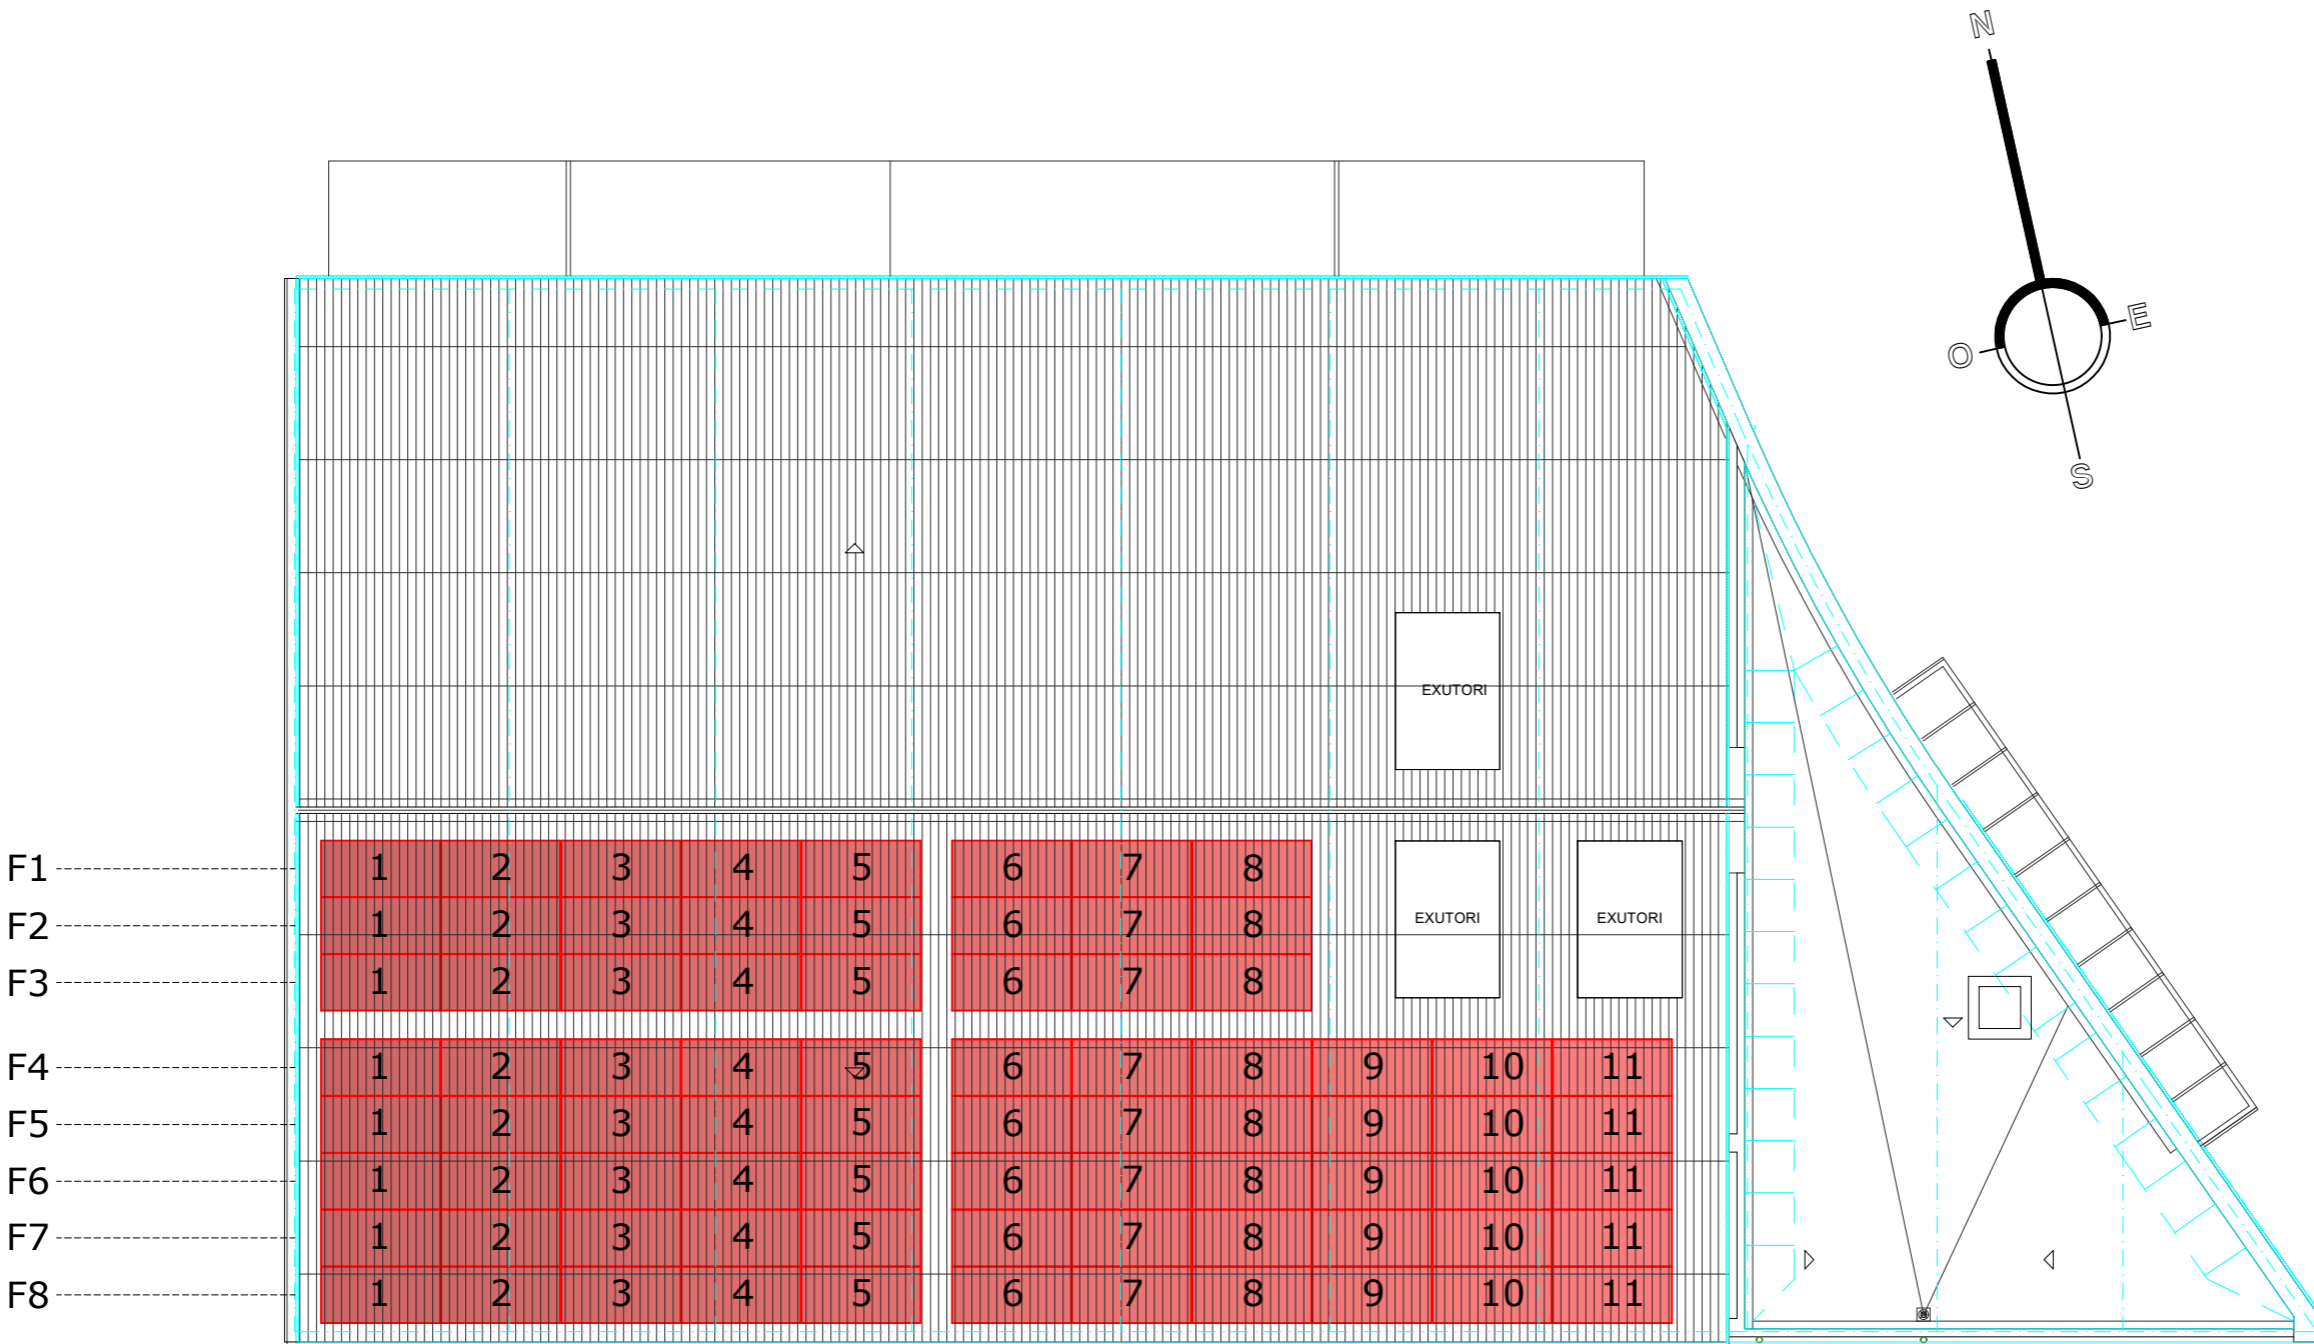 N
E
O
S
EXUTORI
F1 1 2 3 4 5 6 7 8
F2 1 2 3 4 5 6 7 8 EXUTORI EXUTORI
F3 1 2 3 4 5 6 7 8
F4 1 2 3 4 5 6 7 8 9 10 11
F5 1 2 3 4 5 6 7 8 9 10 11
F6 1 2 3 4 5 6 7 8 9 10 11
F7 1 2 3 4 5 6 7 8 9 10 11
F8 1 2 3 4 5 6 7 8 9 10 11